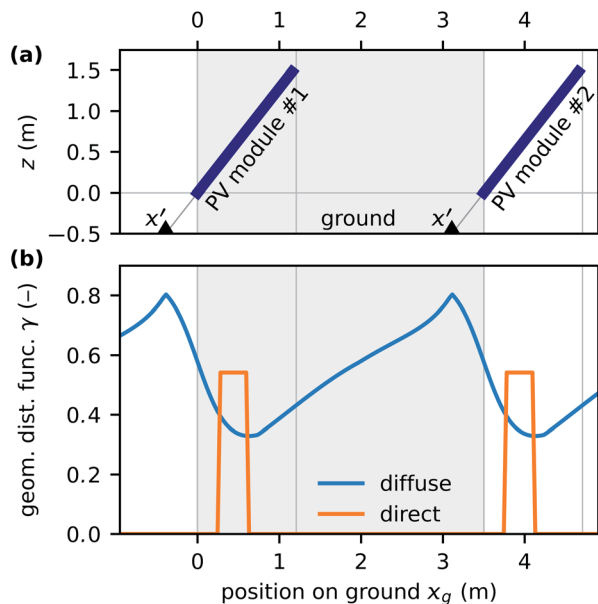 0 1 2 3 4
(a)
1.5
1.0
0.5
0.0
−0.5
z (m)
PV module #1
PV module #2
x′
ground
x′
(b)
0.8
0.6
0.4
0.2
0.0
geom. dist. func. γ (–)
diffuse
direct
0 1 2 3 4
position on ground x_g (m)